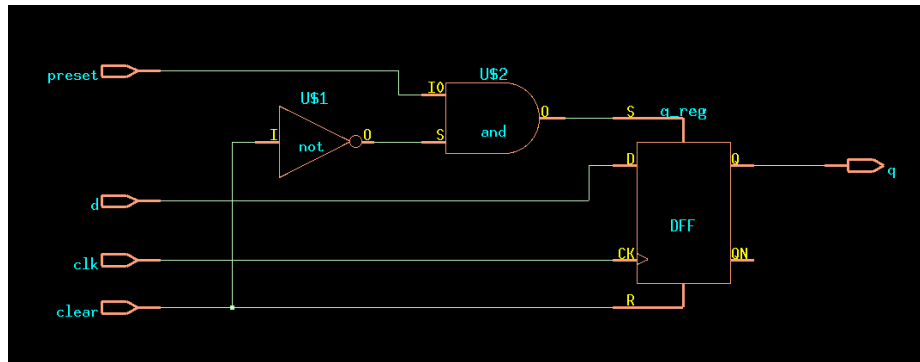 U$2
preset
I0
U$1
O
S
q_reg
I
O
S
and
not
D
Q
q
d
DFF
CK
QN
clk
R
clear